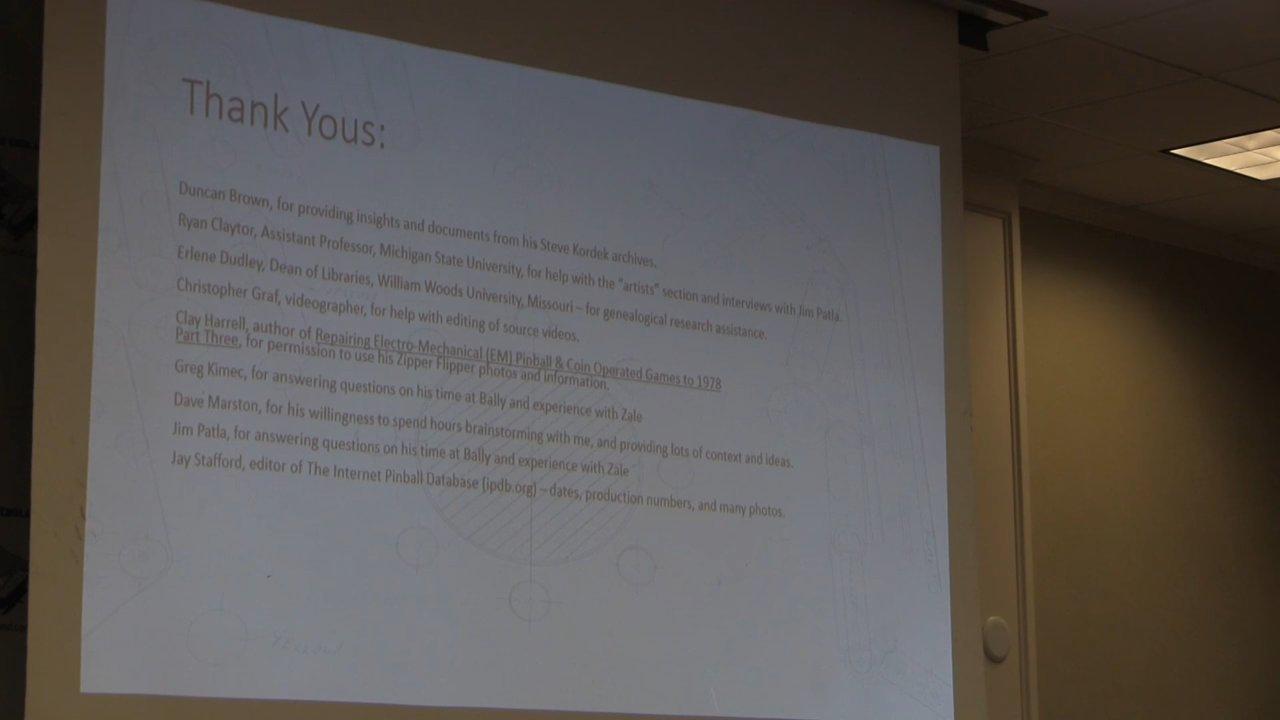 Thank Yous:
Duncan Brown, for providing insights and documents from his Steve Kordek archives.
Ryan Claytor, Assistant Professor, Michigan State University, for help with the "artists" section and interviews with Jim Patla.
Erlene Dudley, Dean of Libraries, William Woods University, Missouri – for genealogical research assistance.
Christopher Graf, videographer, for help with editing of source videos.
Clay Harrell, author of Repairing Electro-Mechanical (EM) Pinball & Coin Operated Games to 1978
Part Three, for permission to use his Zipper Flipper photos and information.
Greg Kimec, for answering questions on his time at Bally and experience with Zale
Dave Marston, for his willingness to spend hours brainstorming with me, and providing lots of context and ideas.
Jim Patla, for answering questions on his time at Bally and experience with Zale
Jay Stafford, editor of The Internet Pinball Database (ipdb.org) – dates, production numbers, and many photos.